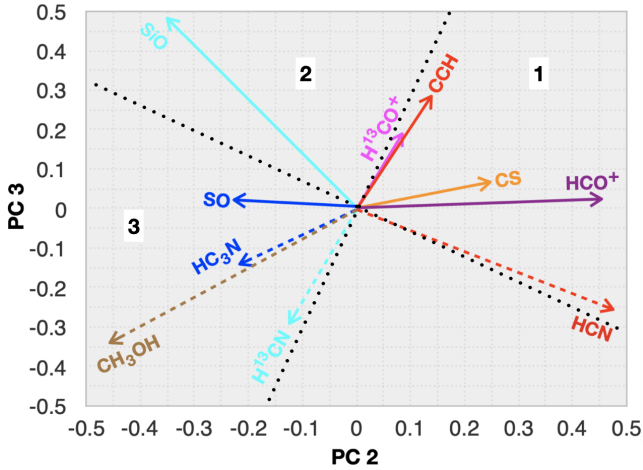 0.5
0.4
0.3
0.2
0.1
0
-0.1
-0.2
-0.3
-0.4
-0.5
PC 3
SiO
2
1
CCH
H¹³CO⁺
CS
HCO⁺
SO
3
HC₃N
CH₃OH
H¹³CN
HCN
-0.5 -0.4 -0.3 -0.2 -0.1 0 0.1 0.2 0.3 0.4 0.5
PC 2